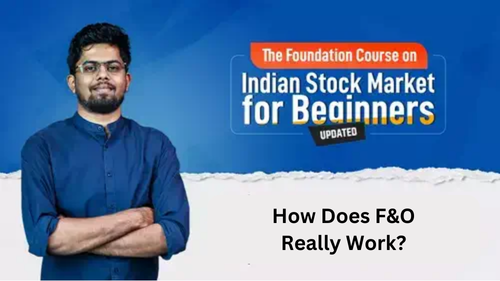 The Foundation Course on
Indian Stock Market
for Beginners
UPDATED
How Does F&O
Really Work?